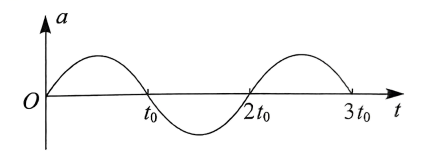 a
O t₀ 2t₀ 3t₀ t